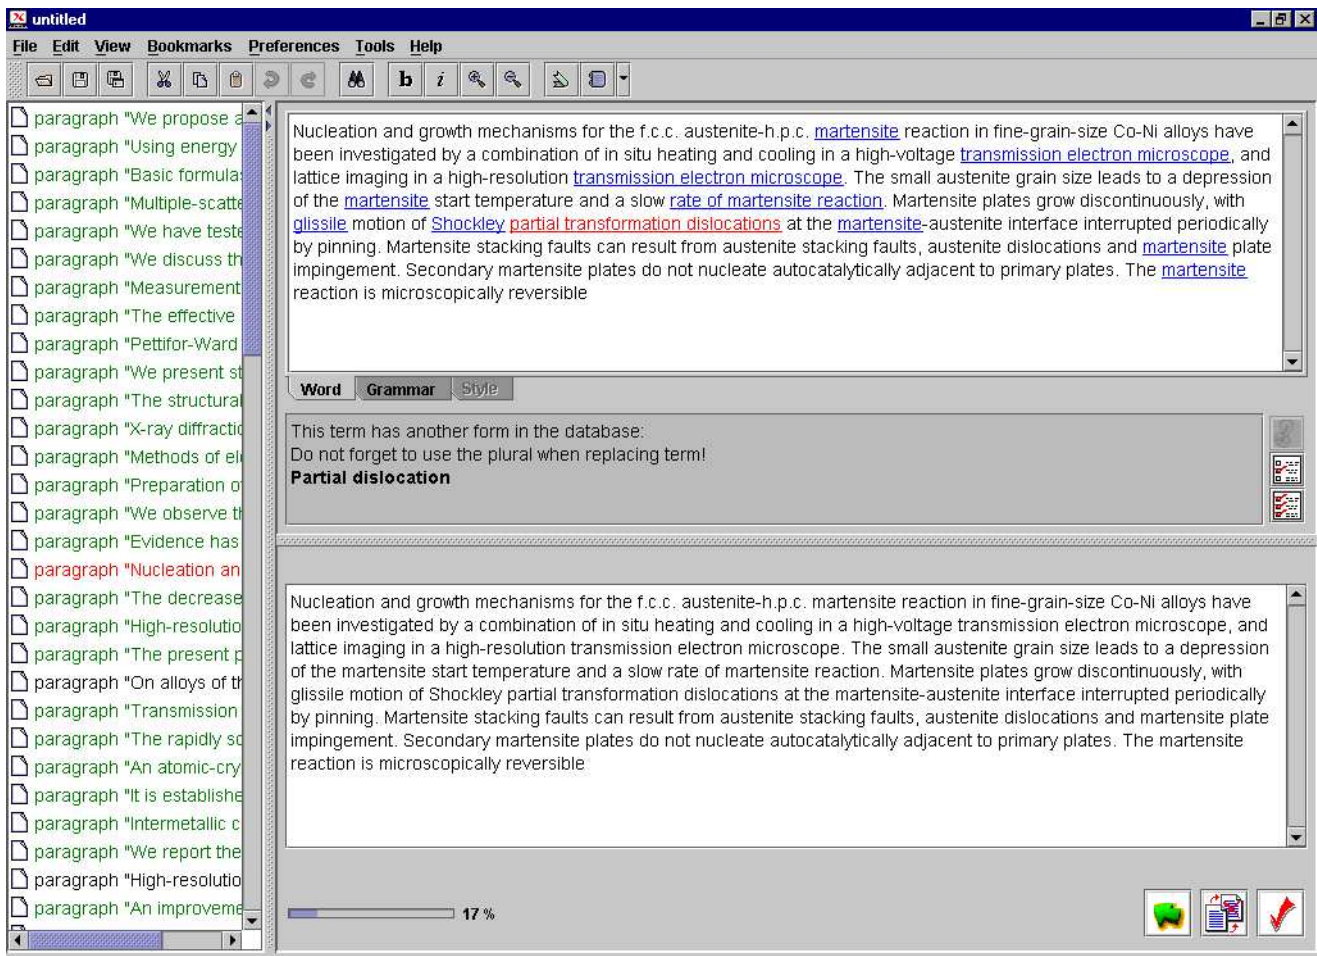 untitled
File Edit View Bookmarks Preferences Tools Help
b i
paragraph "We propose a
paragraph "Using energy
paragraph "Basic formula
paragraph "Multiple-scatte
paragraph "We have teste
paragraph "We discuss th
paragraph "Measurement
paragraph "The effective
paragraph "Pettifor-Ward
paragraph "We present st
paragraph "The structural
paragraph "X-ray diffractio
paragraph "Methods of ele
paragraph "Preparation o
paragraph "We observe th
paragraph "Evidence has
paragraph "Nucleation an
paragraph "The decrease
paragraph "High-resolutio
paragraph "The present p
paragraph "On alloys of th
paragraph "Transmission
paragraph "The rapidly so
paragraph "An atomic-cry
paragraph "It is establishe
paragraph "Intermetallic c
paragraph "We report the
paragraph "High-resolutio
paragraph "An improveme
Nucleation and growth mechanisms for the f.c.c. austenite-h.p.c. martensite reaction in fine-grain-size Co-Ni alloys have
been investigated by a combination of in situ heating and cooling in a high-voltage transmission electron microscope, and
lattice imaging in a high-resolution transmission electron microscope. The small austenite grain size leads to a depression
of the martensite start temperature and a slow rate of martensite reaction. Martensite plates grow discontinuously, with
glissile motion of Shockley partial transformation dislocations at the martensite-austenite interface interrupted periodically
by pinning. Martensite stacking faults can result from austenite stacking faults, austenite dislocations and martensite plate
impingement. Secondary martensite plates do not nucleate autocatalytically adjacent to primary plates. The martensite
reaction is microscopically reversible
Word Grammar Style
This term has another form in the database:
Do not forget to use the plural when replacing term!
Partial dislocation
Nucleation and growth mechanisms for the f.c.c. austenite-h.p.c. martensite reaction in fine-grain-size Co-Ni alloys have
been investigated by a combination of in situ heating and cooling in a high-voltage transmission electron microscope, and
lattice imaging in a high-resolution transmission electron microscope. The small austenite grain size leads to a depression
of the martensite start temperature and a slow rate of martensite reaction. Martensite plates grow discontinuously, with
glissile motion of Shockley partial transformation dislocations at the martensite-austenite interface interrupted periodically
by pinning. Martensite stacking faults can result from austenite stacking faults, austenite dislocations and martensite plate
impingement. Secondary martensite plates do not nucleate autocatalytically adjacent to primary plates. The martensite
reaction is microscopically reversible
17 %